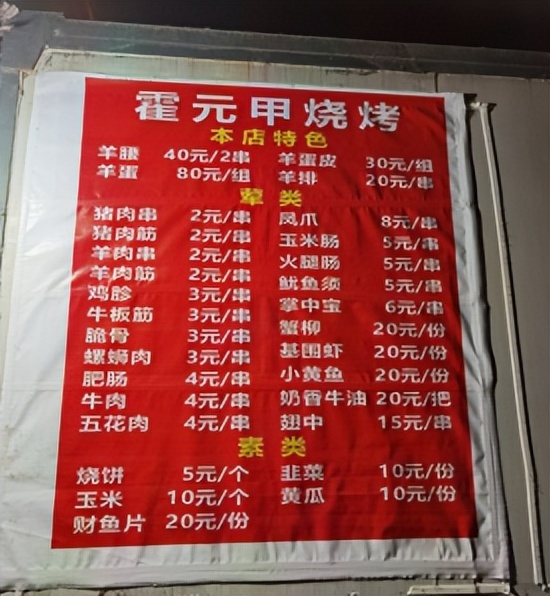 霍元甲烧烤
本店特色
羊腰 40元/2串 羊蛋皮 30元/组
羊蛋 80元/组 羊排 20元/串
荤类
猪肉串 2元/串 凤爪 8元/串
猪肉筋 2元/串 玉米肠 5元/串
羊肉串 2元/串 火腿肠 5元/串
羊肉筋 2元/串 鱿鱼须 5元/串
鸡胗 3元/串 掌中宝 6元/串
牛板筋 3元/串 蟹柳 20元/份
脆骨 3元/串 基围虾 20元/份
螺蛳肉 3元/串 小黄鱼 20元/份
肥肠 4元/串 奶香牛油 20元/把
牛肉 4元/串 翅中 15元/串
五花肉 4元/串
素类
烧饼 5元/个 韭菜 10元/份
玉米 10元/个 黄瓜 10元/份
财鱼片 20元/份